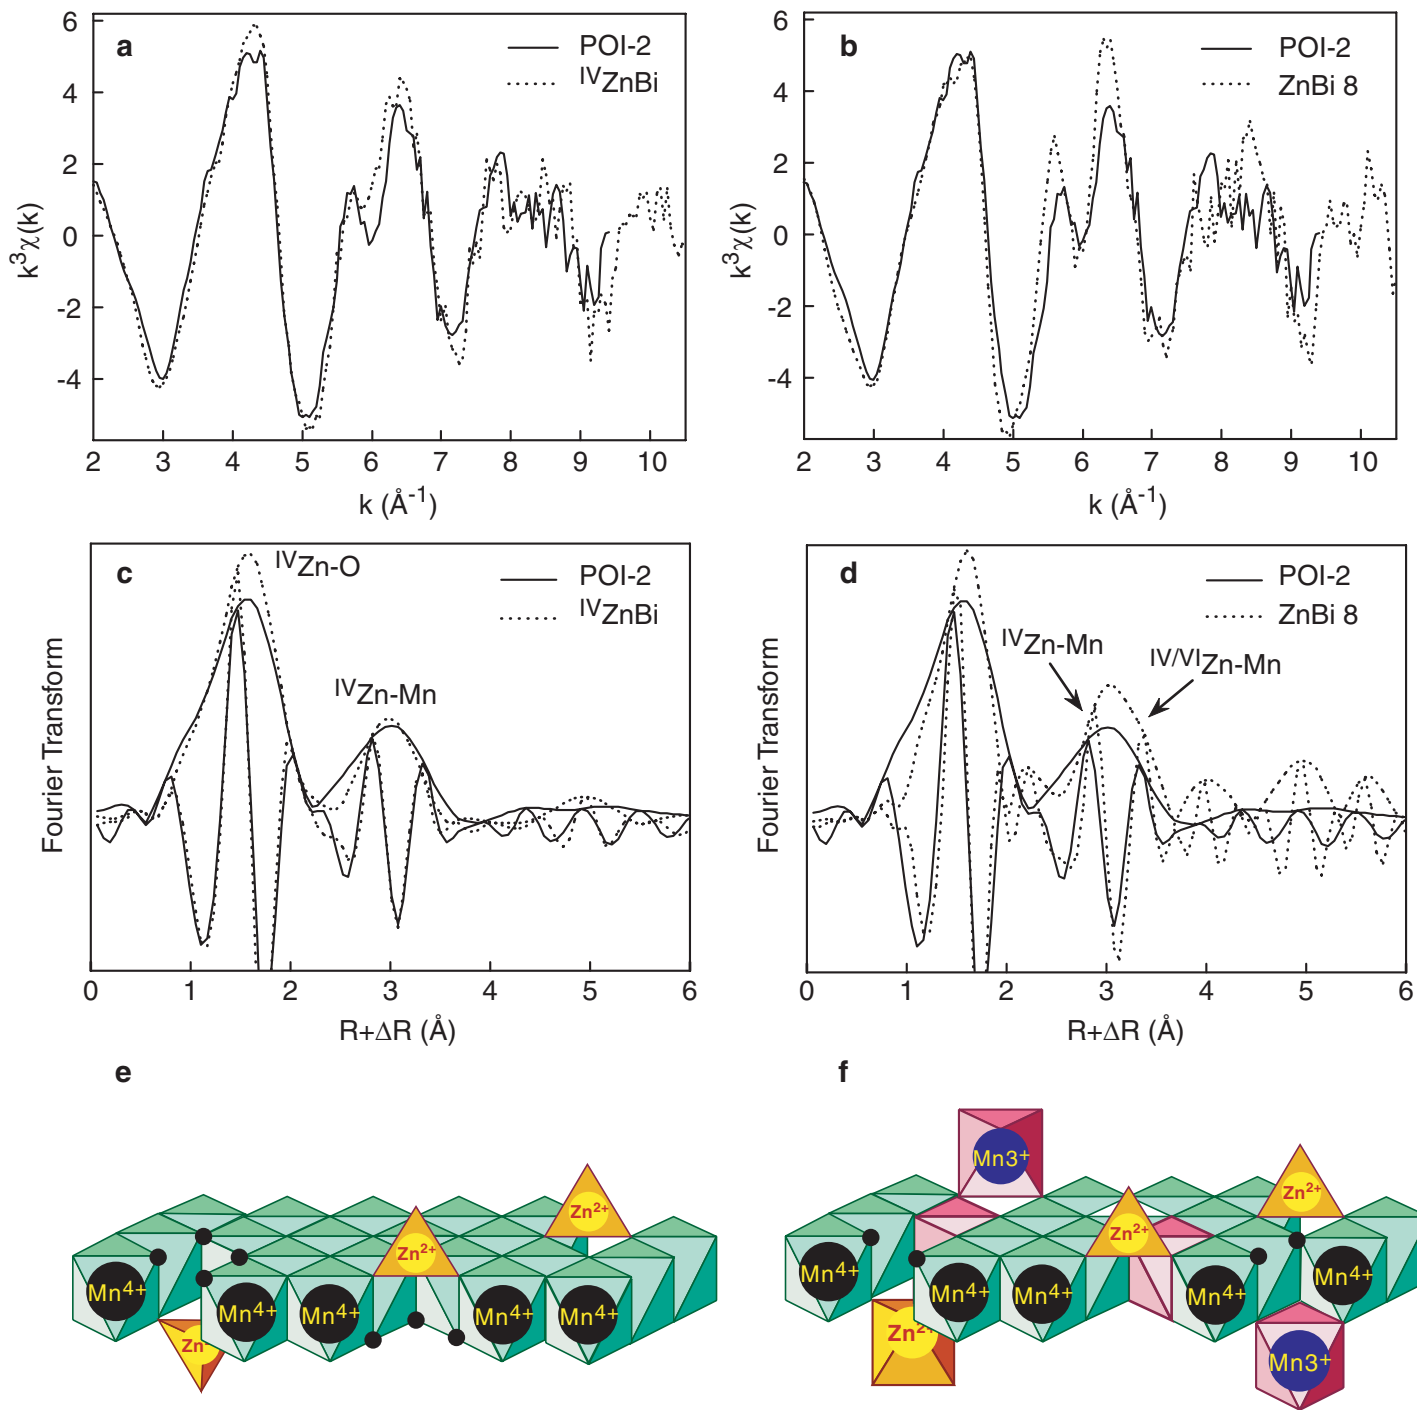 a
POI-2
IVZnBi
k3χ(k)
6
4
2
0
-2
-4
2 3 4 5 6 7 8 9 10
k (Å-1)
b
POI-2
ZnBi 8
k3χ(k)
6
4
2
0
-2
-4
2 3 4 5 6 7 8 9 10
k (Å-1)
c
IVZn-O
POI-2
IVZnBi
IVZn-Mn
Fourier Transform
0 1 2 3 4 5 6
R+ΔR (Å)
d
POI-2
ZnBi 8
IVZn-Mn
IV/VIZn-Mn
Fourier Transform
0 1 2 3 4 5 6
R+ΔR (Å)
e
Zn2+
Zn2+
Mn4+
Mn4+
Mn4+
Mn4+
Mn4+
Zn
f
Mn3+
Zn2+
Zn2+
Mn4+
Mn4+
Mn4+
Mn4+
Mn4+
Zn2+
Mn3+